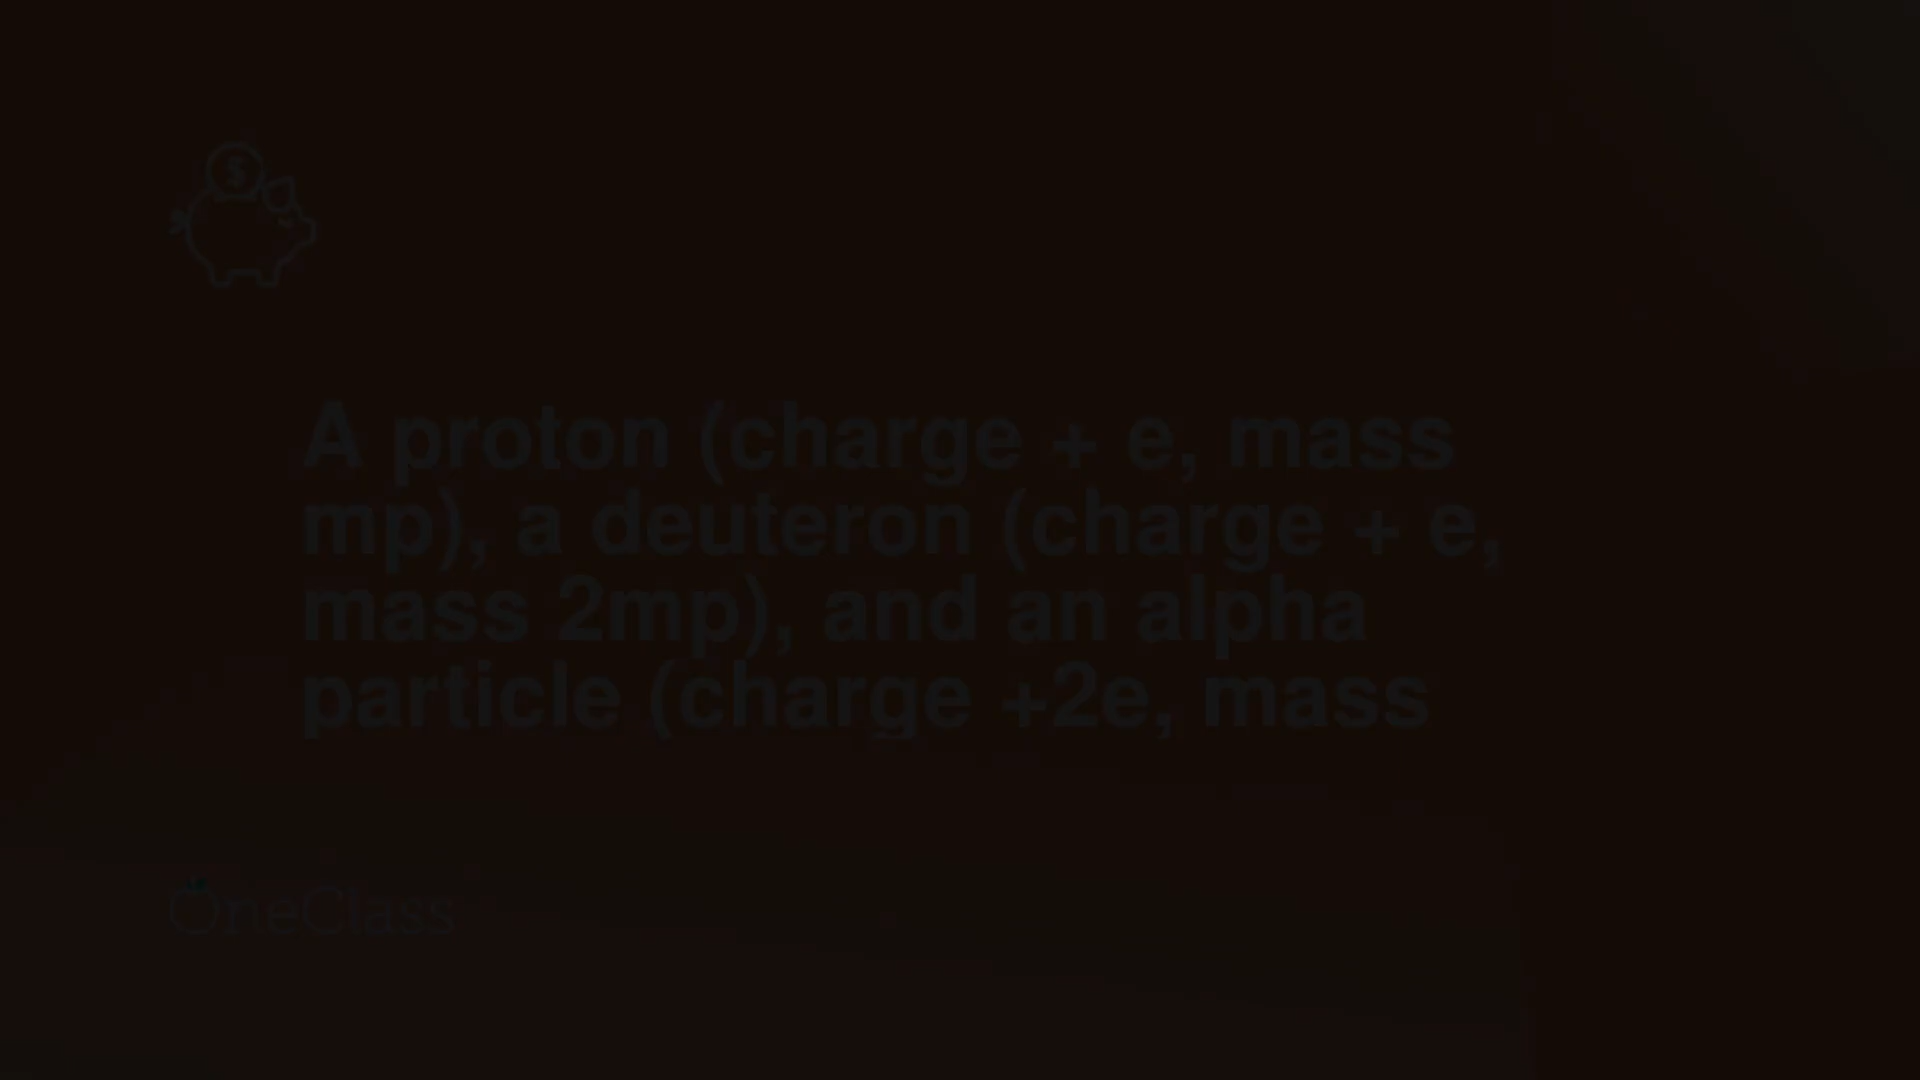 $
A proton (charge + e, mass
mp), a deuteron (charge + e,
mass 2mp), and an alpha
particle (charge +2e, mass
OneClass